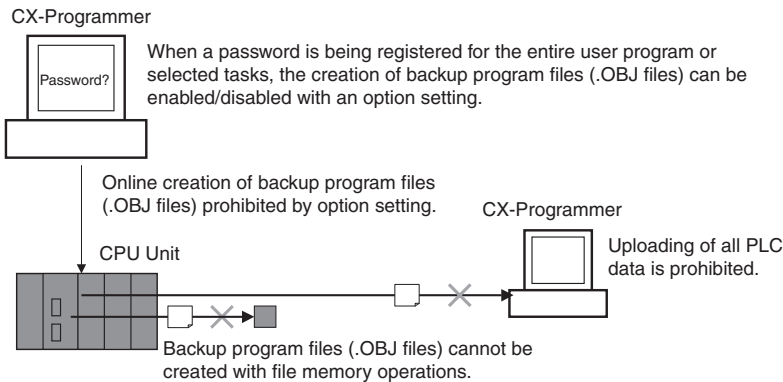 CX-Programmer
Password?
When a password is being registered for the entire user program or
selected tasks, the creation of backup program files (.OBJ files) can be
enabled/disabled with an option setting.
Online creation of backup program files
(.OBJ files) prohibited by option setting.
CX-Programmer
Uploading of all PLC
data is prohibited.
CPU Unit
Backup program files (.OBJ files) cannot be
created with file memory operations.